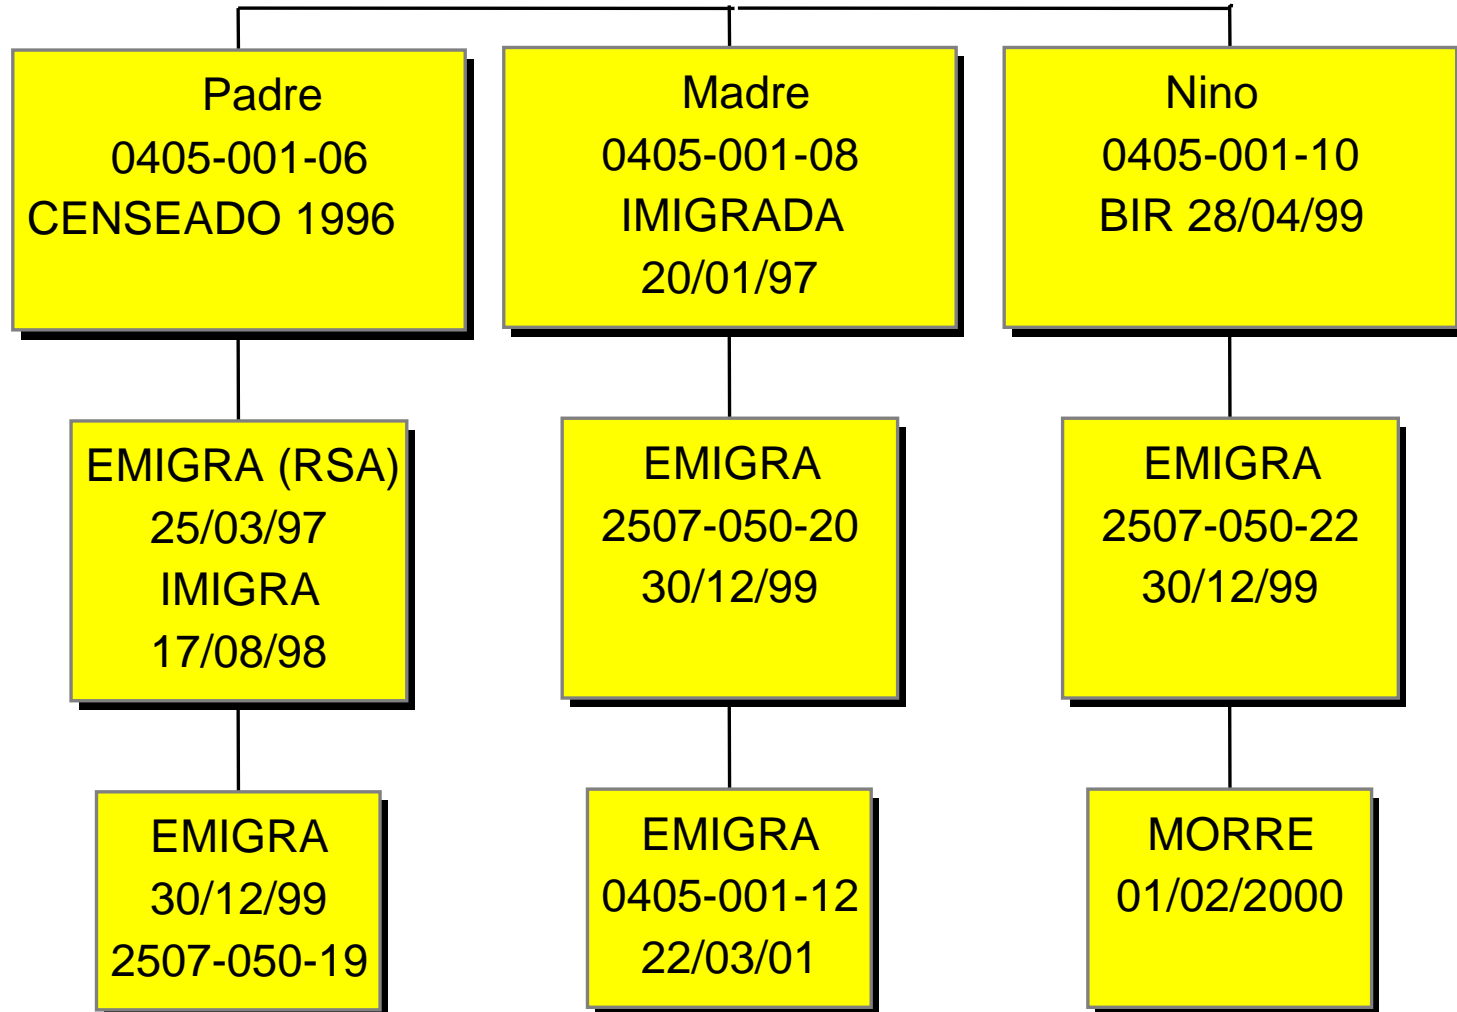 Padre
0405-001-06
CENSEADO 1996
Madre
0405-001-08
IMIGRADA
20/01/97
Nino
0405-001-10
BIR 28/04/99
EMIGRA (RSA)
25/03/97
IMIGRA
17/08/98
EMIGRA
2507-050-20
30/12/99
EMIGRA
2507-050-22
30/12/99
EMIGRA
30/12/99
2507-050-19
EMIGRA
0405-001-12
22/03/01
MORRE
01/02/2000